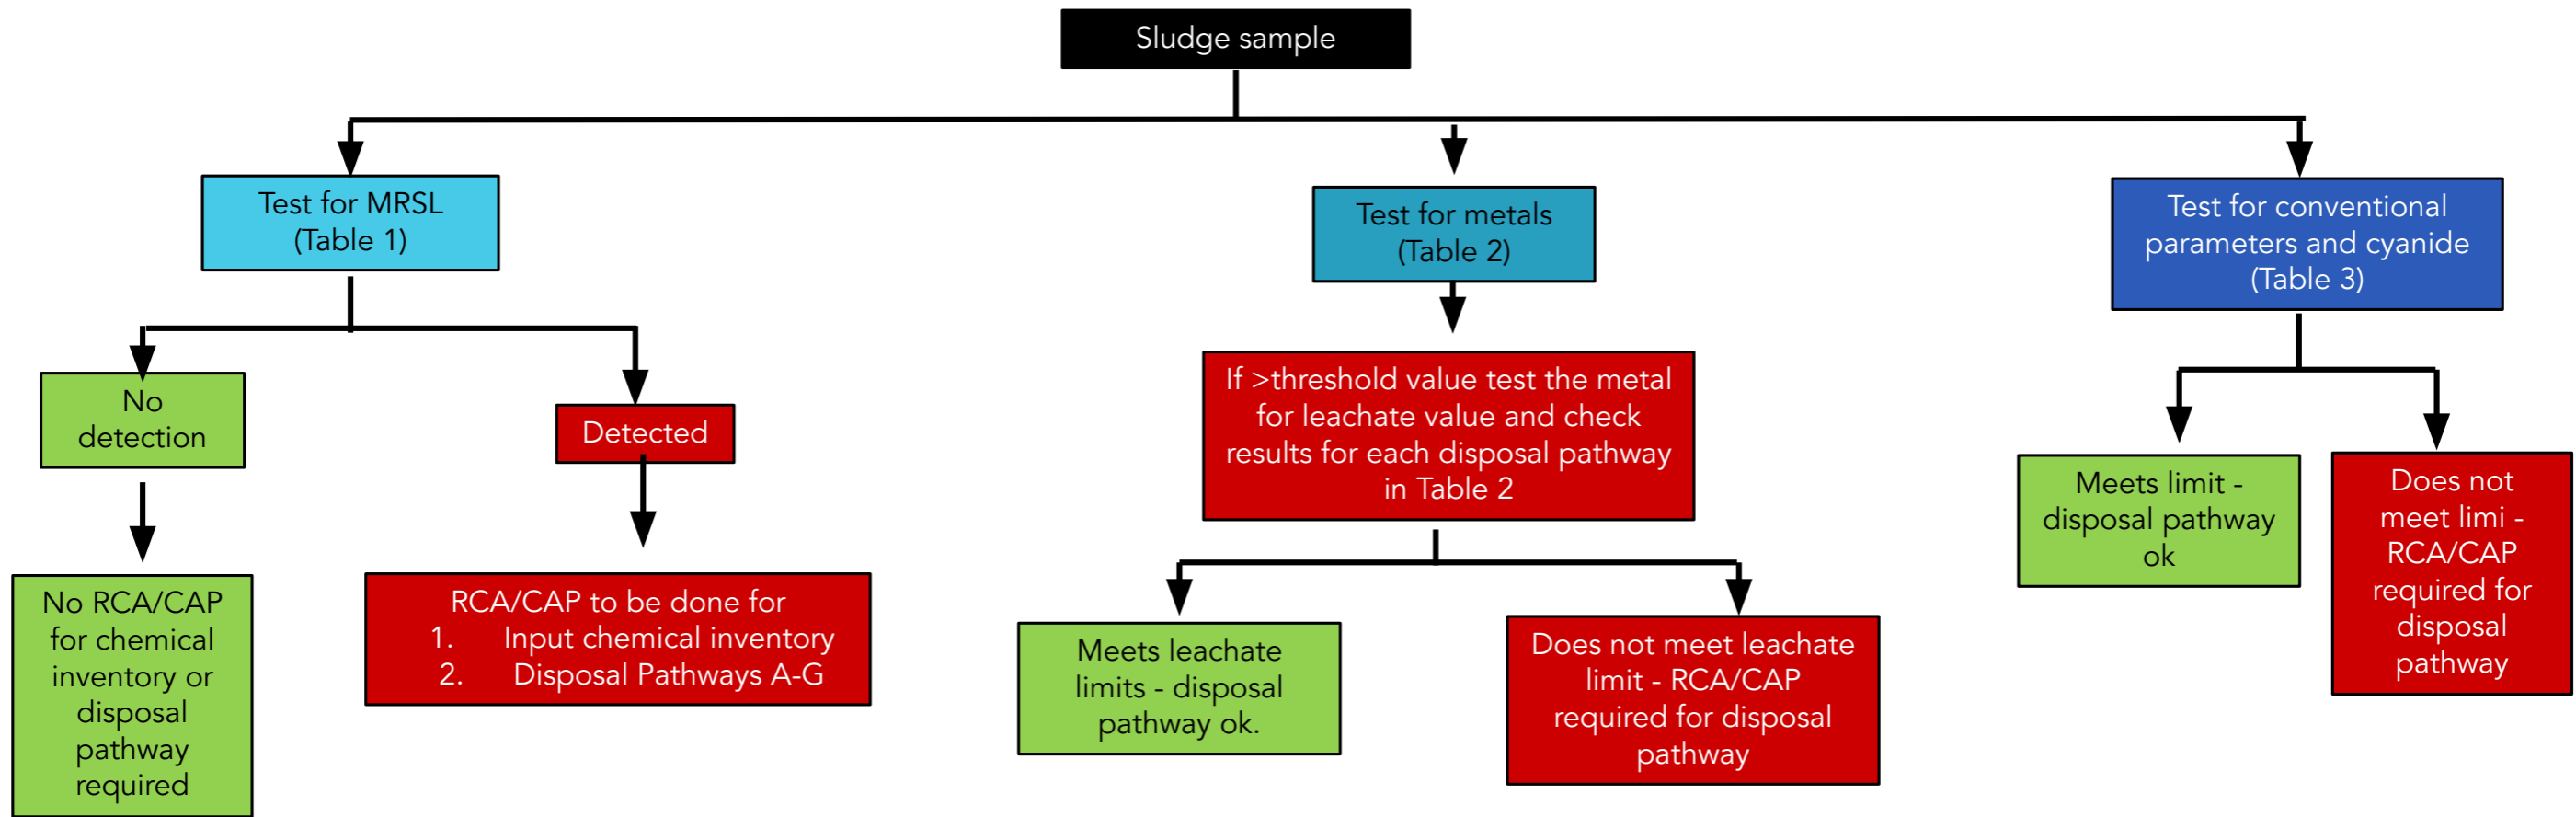 Sludge sample
Test for MRSL
(Table 1)
Test for metals
(Table 2)
Test for conventional
parameters and cyanide
(Table 3)
No
detection
Detected
If >threshold value test the metal
for leachate value and check
results for each disposal pathway
in Table 2
Meets limit -
disposal pathway
ok
Does not
meet limi -
RCA/CAP
required for
disposal
pathway
No RCA/CAP
for chemical
inventory or
disposal
pathway
required
RCA/CAP to be done for
1. Input chemical inventory
2. Disposal Pathways A-G
Meets leachate
limits - disposal
pathway ok.
Does not meet leachate
limit - RCA/CAP
required for disposal
pathway